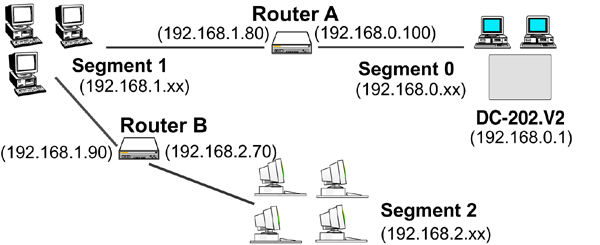 Router A
(192.168.1.80)
(192.168.0.100)
Segment 1
(192.168.1.xx)
Segment 0
(192.168.0.xx)
DC-202.V2
(192.168.0.1)
Router B
(192.168.1.90)
(192.168.2.70)
Segment 2
(192.168.2.xx)